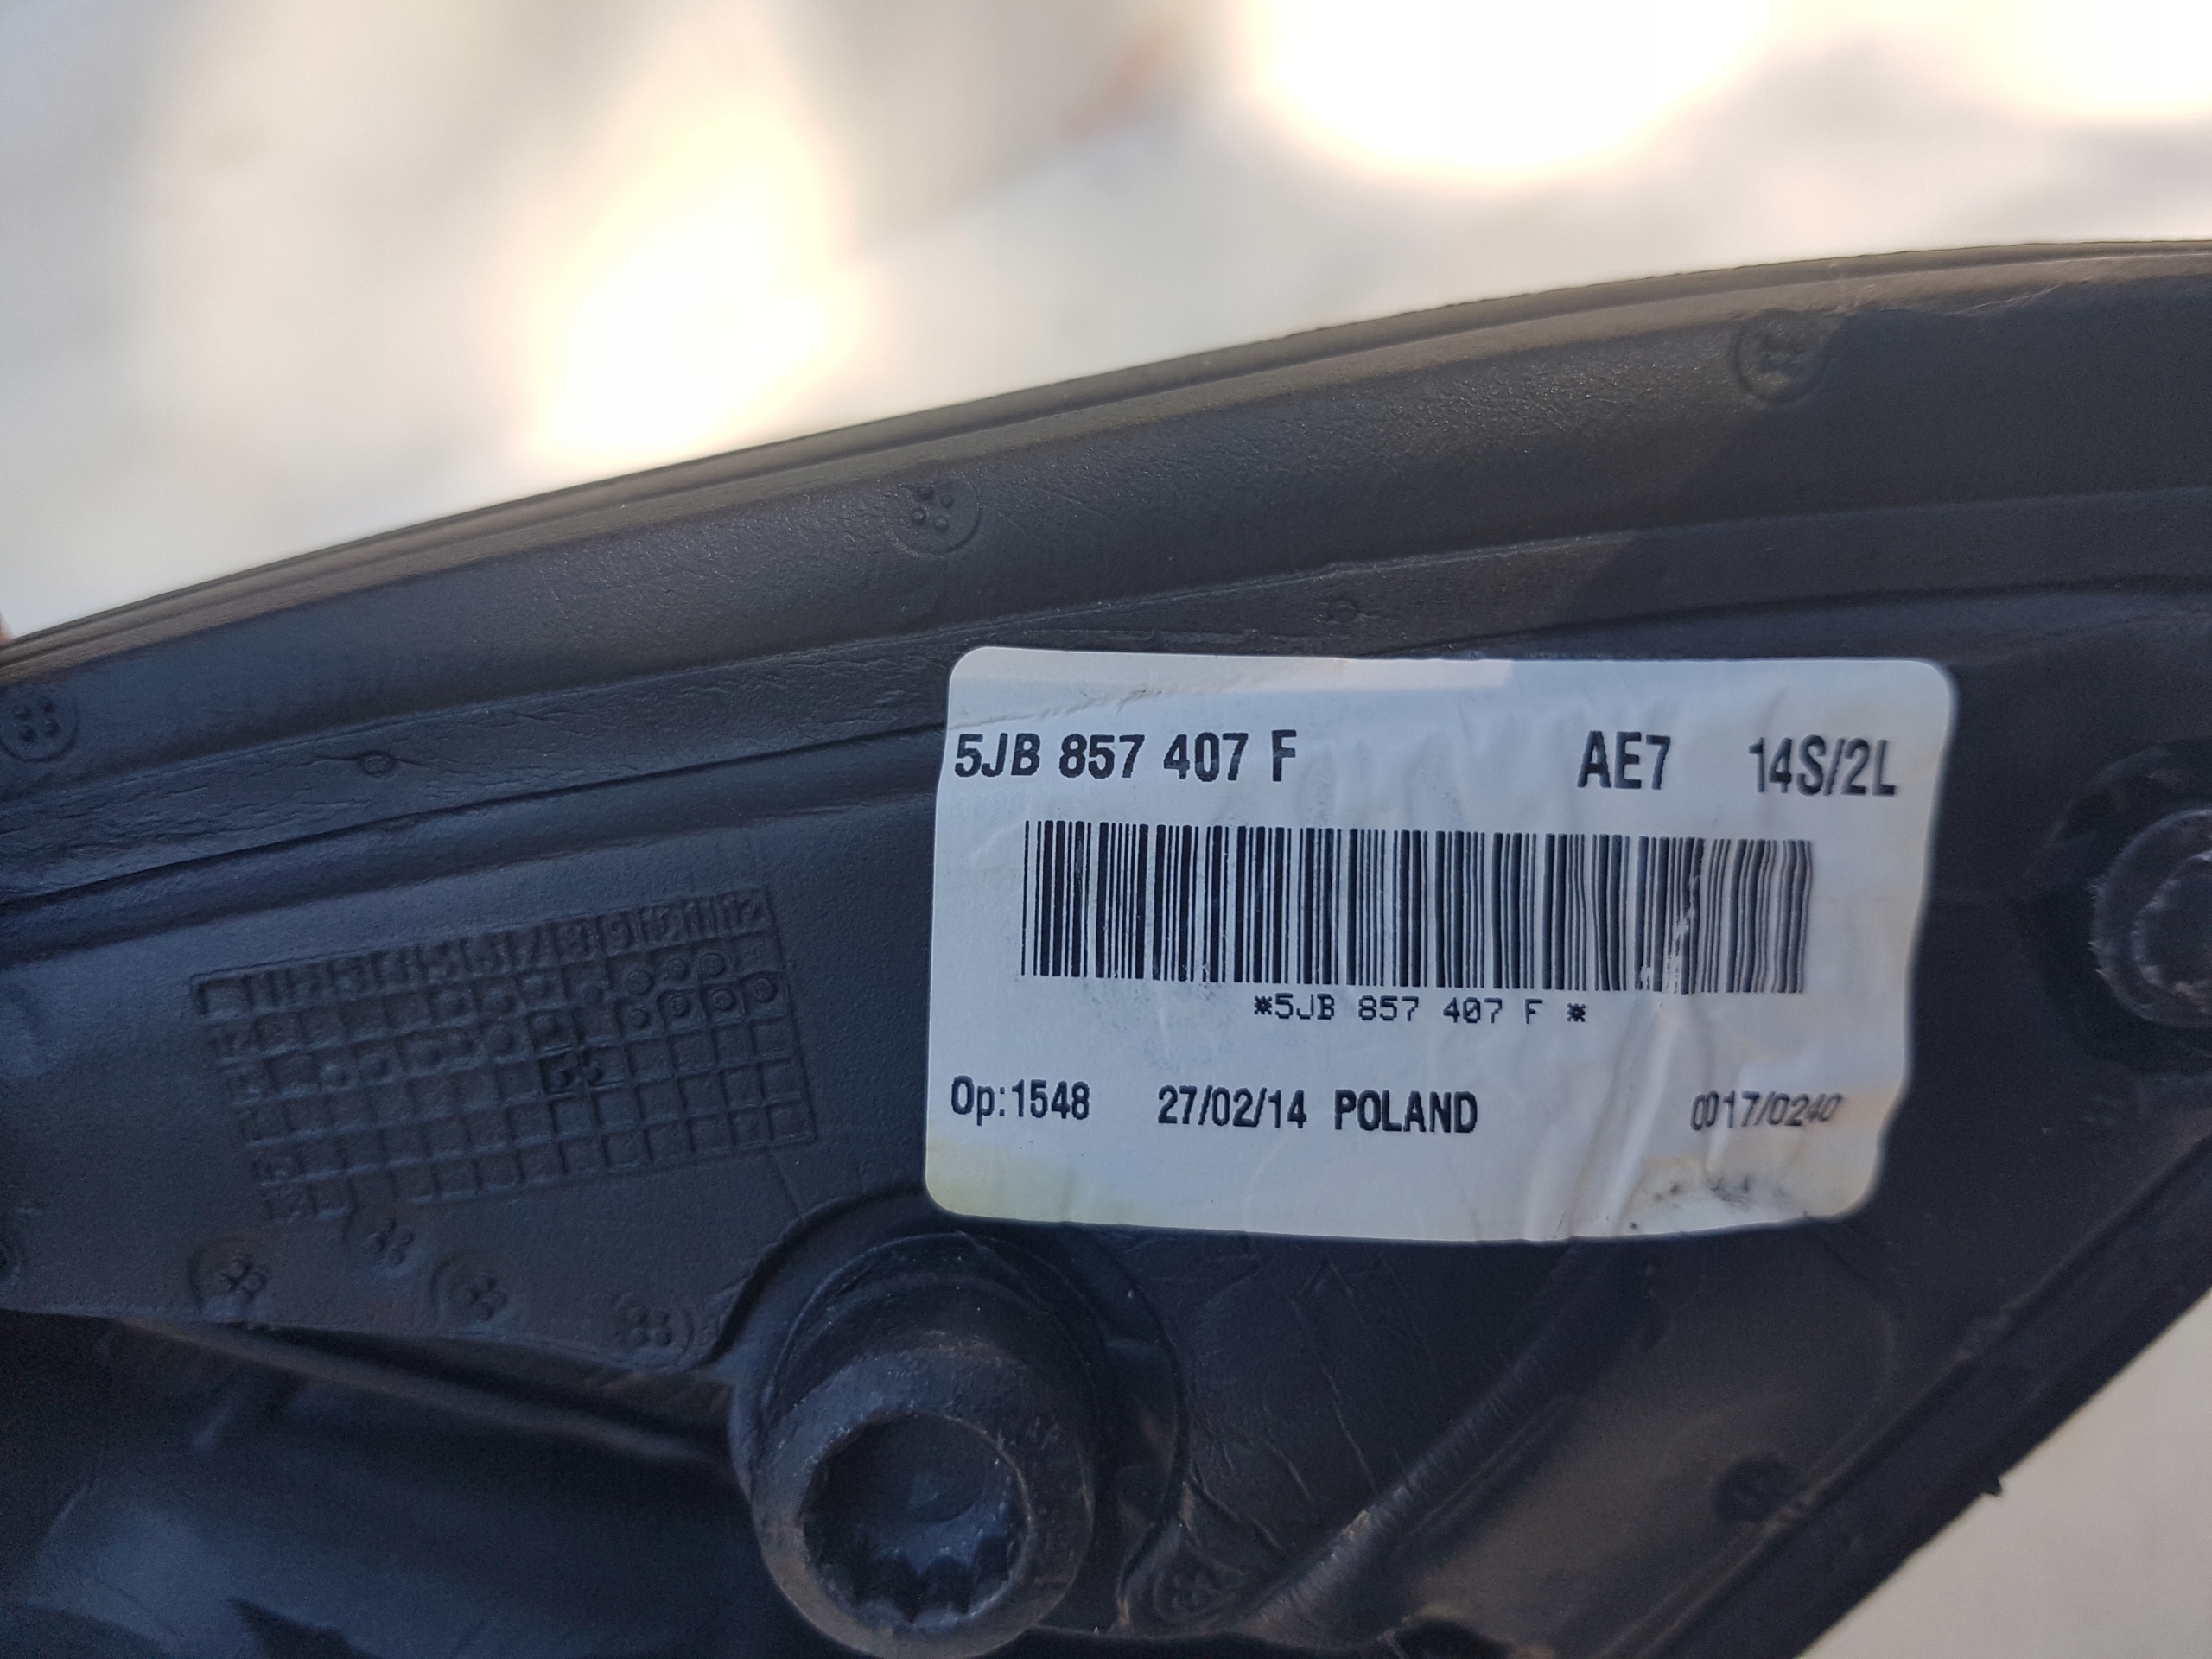 5JB 857 407 F AE7 14S/2L
*5JB 857 407 F *
Op:1548 27/02/14 POLAND 0017/0240